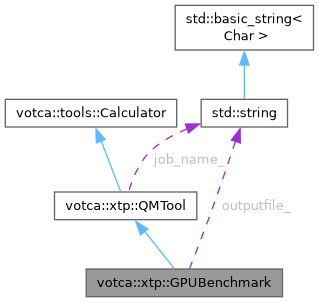 std::basic_string<
Char >
votca::tools::Calculator
std::string
job_name_
votca::xtp::QMTool
outputfile_
votca::xtp::GPUBenchmark